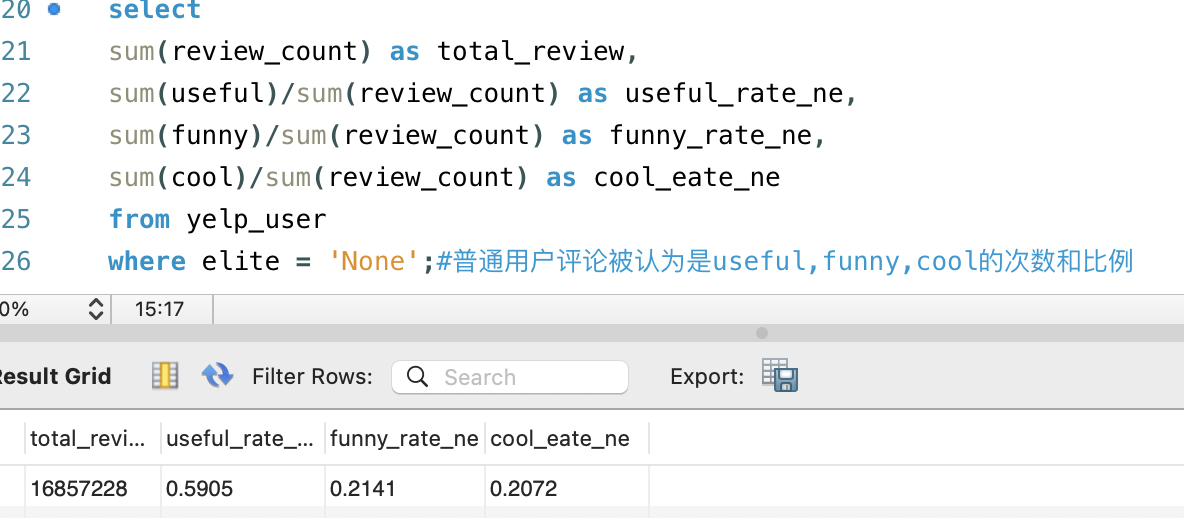 20 select
21 sum(review_count) as total_review,
22 sum(useful)/sum(review_count) as useful_rate_ne,
23 sum(funny)/sum(review_count) as funny_rate_ne,
24 sum(cool)/sum(review_count) as cool_eate_ne
25 from yelp_user
26 where elite = 'None';#普通用户评论被认为是useful,funny,cool的次数和比例
0% 15:17
Result Grid Filter Rows: Search Export:
total_revi... useful_rate_... funny_rate_ne cool_eate_ne
16857228 0.5905 0.2141 0.2072